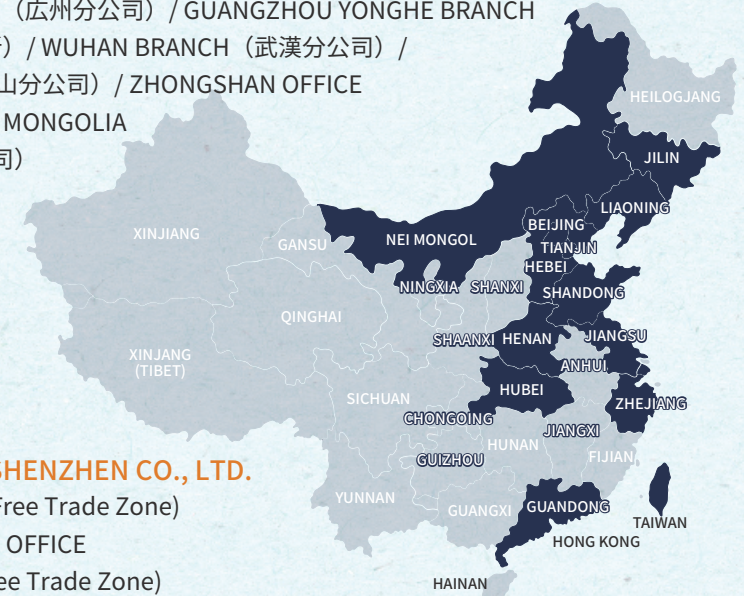 （広州分公司）/ GUANGZHOU YONGHE BRANCH
）/ WUHAN BRANCH（武漢分公司）/
山分公司）/ ZHONGSHAN OFFICE
MONGOLIA
司）
HEILOGJANG
JILIN
LIAONING
BEIJING
XINJIANG
GANSU
NEI MONGOL
TIANJIN
HEBEI
NINGXIA
SHANXI
SHANDONG
QINGHAI
SHAANXI
HENAN
JIANGSU
XINJANG
(TIBET)
ANHUI
HUBEI
SICHUAN
ZHEJIANG
CHONGOING
JIANGXI
HUNAN
FIJIAN
GUIZHOU
SHENZHEN CO., LTD.
YUNNAN
GUANGXI
GUANDONG
Free Trade Zone)
TAIWAN
OFFICE
HONG KONG
ee Trade Zone)
HAINAN